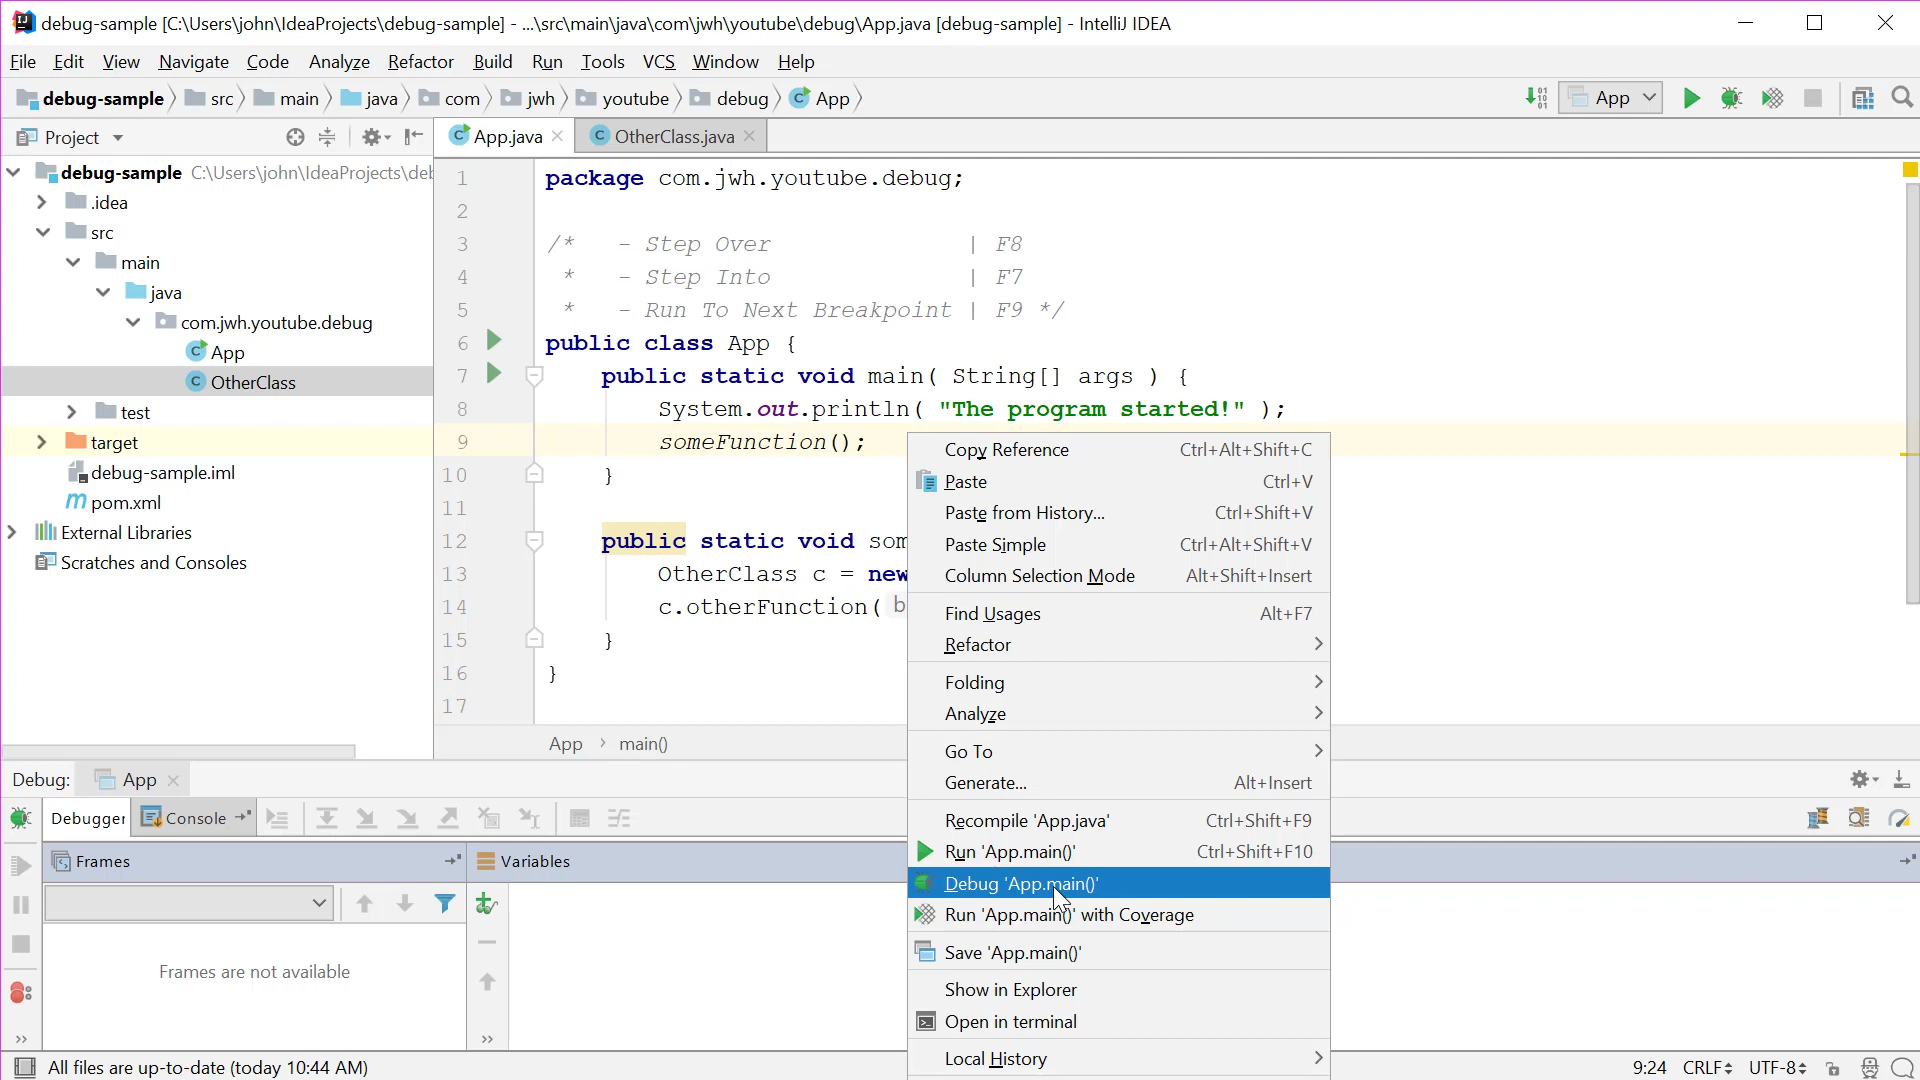 debug-sample [C:\Users\john\IdeaProjects\debug-sample] - ...\src\main\java\com\jwh\youtube\debug\App.java [debug-sample] - IntelliJ IDEA
File Edit View Navigate Code Analyze Refactor Build Run Tools VCS Window Help
debug-sample src main java com jwh youtube debug App
App
Project
App.java
OtherClass.java
debug-sample C:\Users\john\IdeaProjects\deb
.idea
src
main
java
com.jwh.youtube.debug
App
OtherClass
test
target
debug-sample.iml
pom.xml
External Libraries
Scratches and Consoles
1 package com.jwh.youtube.debug;
2
3 /* - Step Over | F8
4 * - Step Into | F7
5 * - Run To Next Breakpoint | F9 */
6 public class App {
7 public static void main( String[] args ) {
8 System.out.println( "The program started!" );
9 someFunction();
10 }
11
12 public static void som
13 OtherClass c = new
14 c.otherFunction( b
15 }
16 }
17
App › main()
Copy Reference Ctrl+Alt+Shift+C
Paste Ctrl+V
Paste from History... Ctrl+Shift+V
Paste Simple Ctrl+Alt+Shift+V
Column Selection Mode Alt+Shift+Insert
Find Usages Alt+F7
Refactor
Folding
Analyze
Go To
Generate... Alt+Insert
Recompile 'App.java' Ctrl+Shift+F9
Run 'App.main()' Ctrl+Shift+F10
Debug 'App.main()'
Run 'App.main()' with Coverage
Save 'App.main()'
Show in Explorer
Open in terminal
Local History
Debug: App
Debugger Console
Frames
Variables
Frames are not available
All files are up-to-date (today 10:44 AM)
9:24 CRLF UTF-8